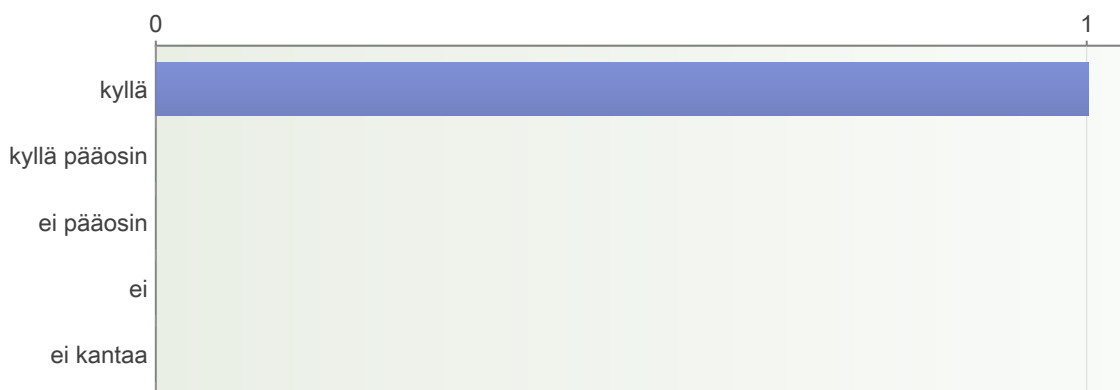 0 1
kyllä
kyllä pääosin
ei pääosin
ei
ei kantaa